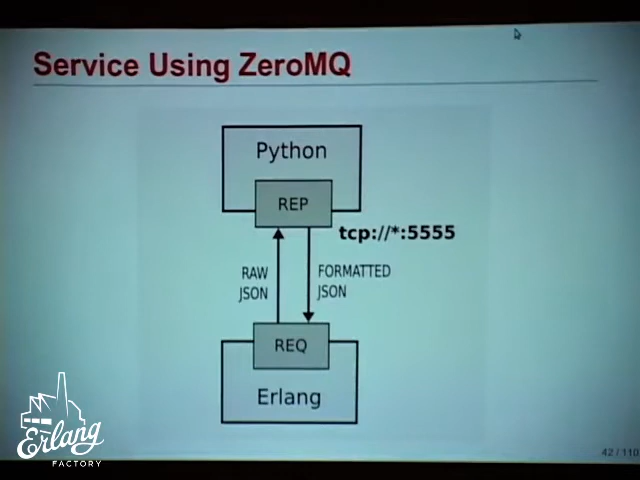 Service Using ZeroMQ
Python
REP
tcp://*:5555
RAW
JSON
FORMATTED
JSON
REQ
Erlang
Erlang
FACTORY
42 / 110